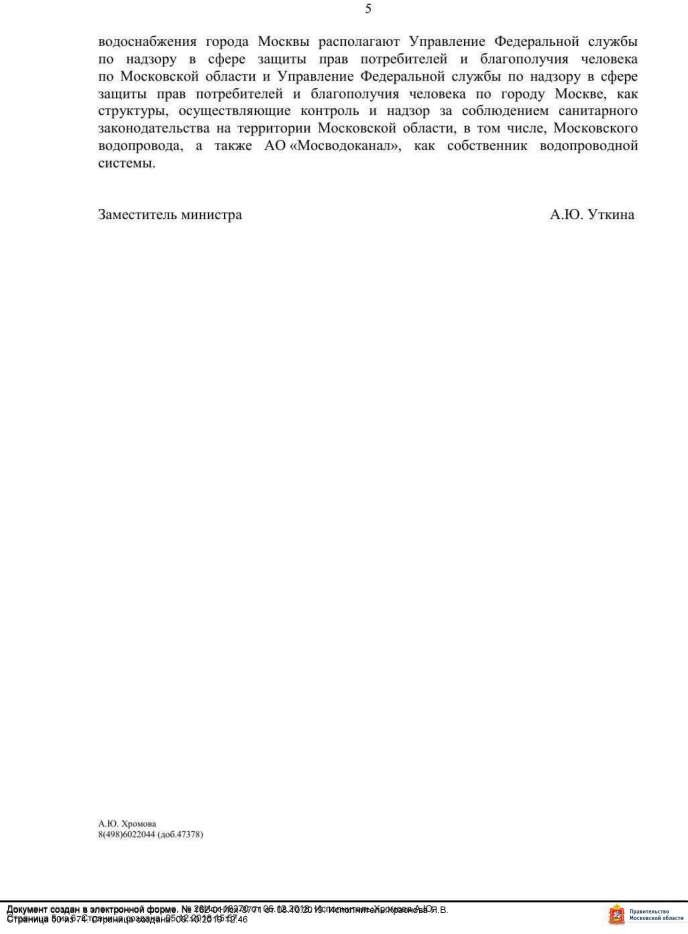 5
водоснабжения города Москвы располагают Управление Федеральной службы
по надзору в сфере защиты прав потребителей и благополучия человека
по Московской области и Управление Федеральной службы по надзору в сфере
защиты прав потребителей и благополучия человека по городу Москве, как
структуры, осуществляющие контроль и надзор за соблюдением санитарного
законодательства на территории Московской области, в том числе, Московского
водопровода, а также АО «Мосводоканал», как собственник водопроводной
системы.
Заместитель министра А.Ю. Уткина
А.Ю. Хромова
8(498)6022044 (доб.47378)
Документ создан в электронной форме. №
Страница
Правительство
Московской области